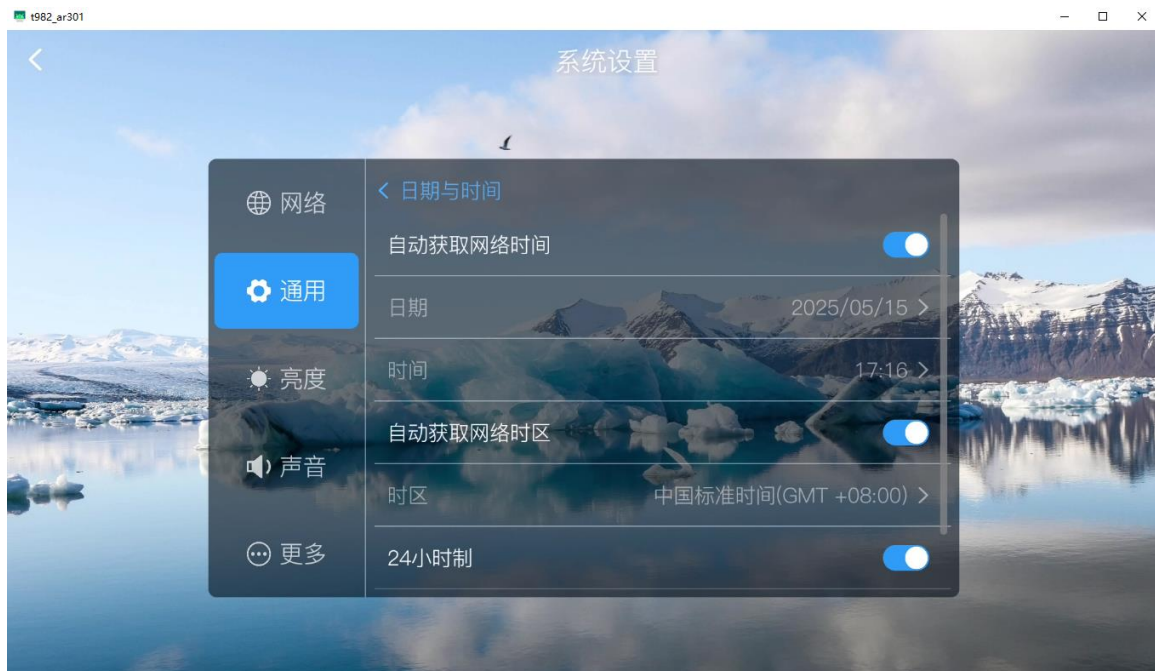 t982_ar301
系统设置
网络
通用
亮度
声音
更多
日期与时间
自动获取网络时间
日期 2025/05/15
时间 17:16
自动获取网络时区
时区 中国标准时间(GMT +08:00)
24小时制